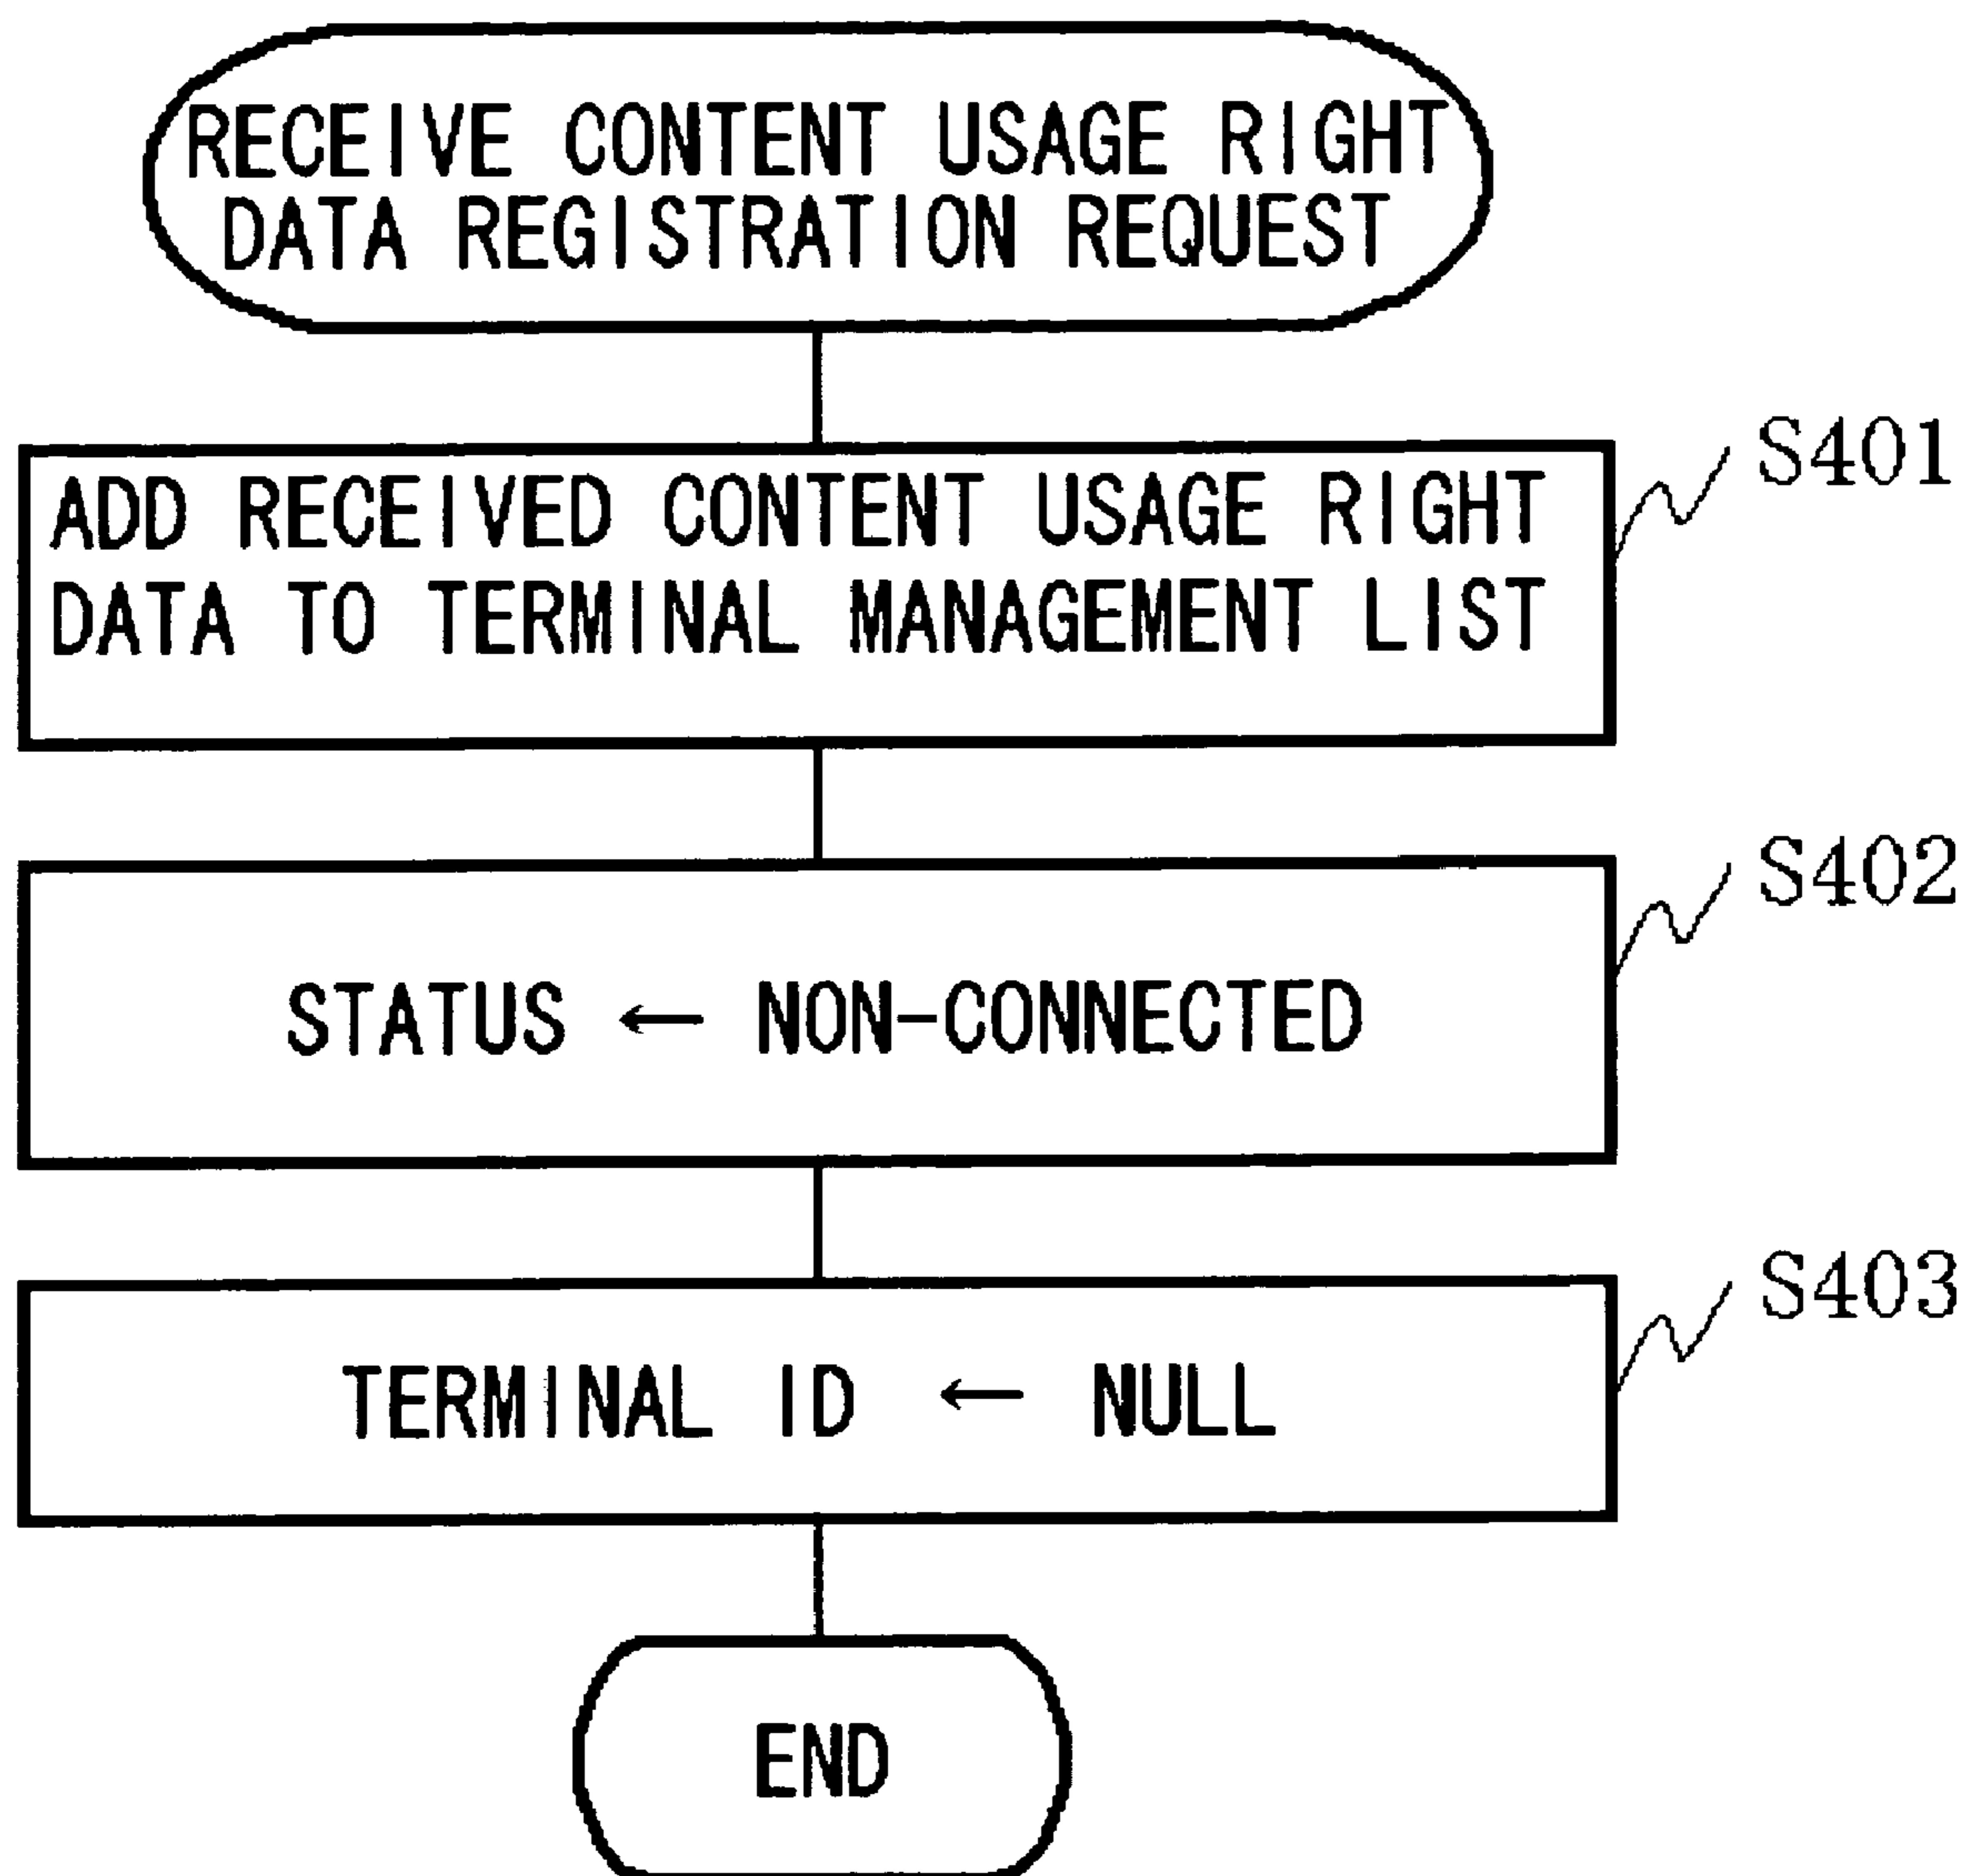 RECEIVE CONTENT USAGE RIGHT
DATA REGISTRATION REQUEST
S401
ADD RECEIVED CONTENT USAGE RIGHT
DATA TO TERMINAL MANAGEMENT LIST
S402
STATUS ← NON-CONNECTED
S403
TERMINAL ID ← NULL
END